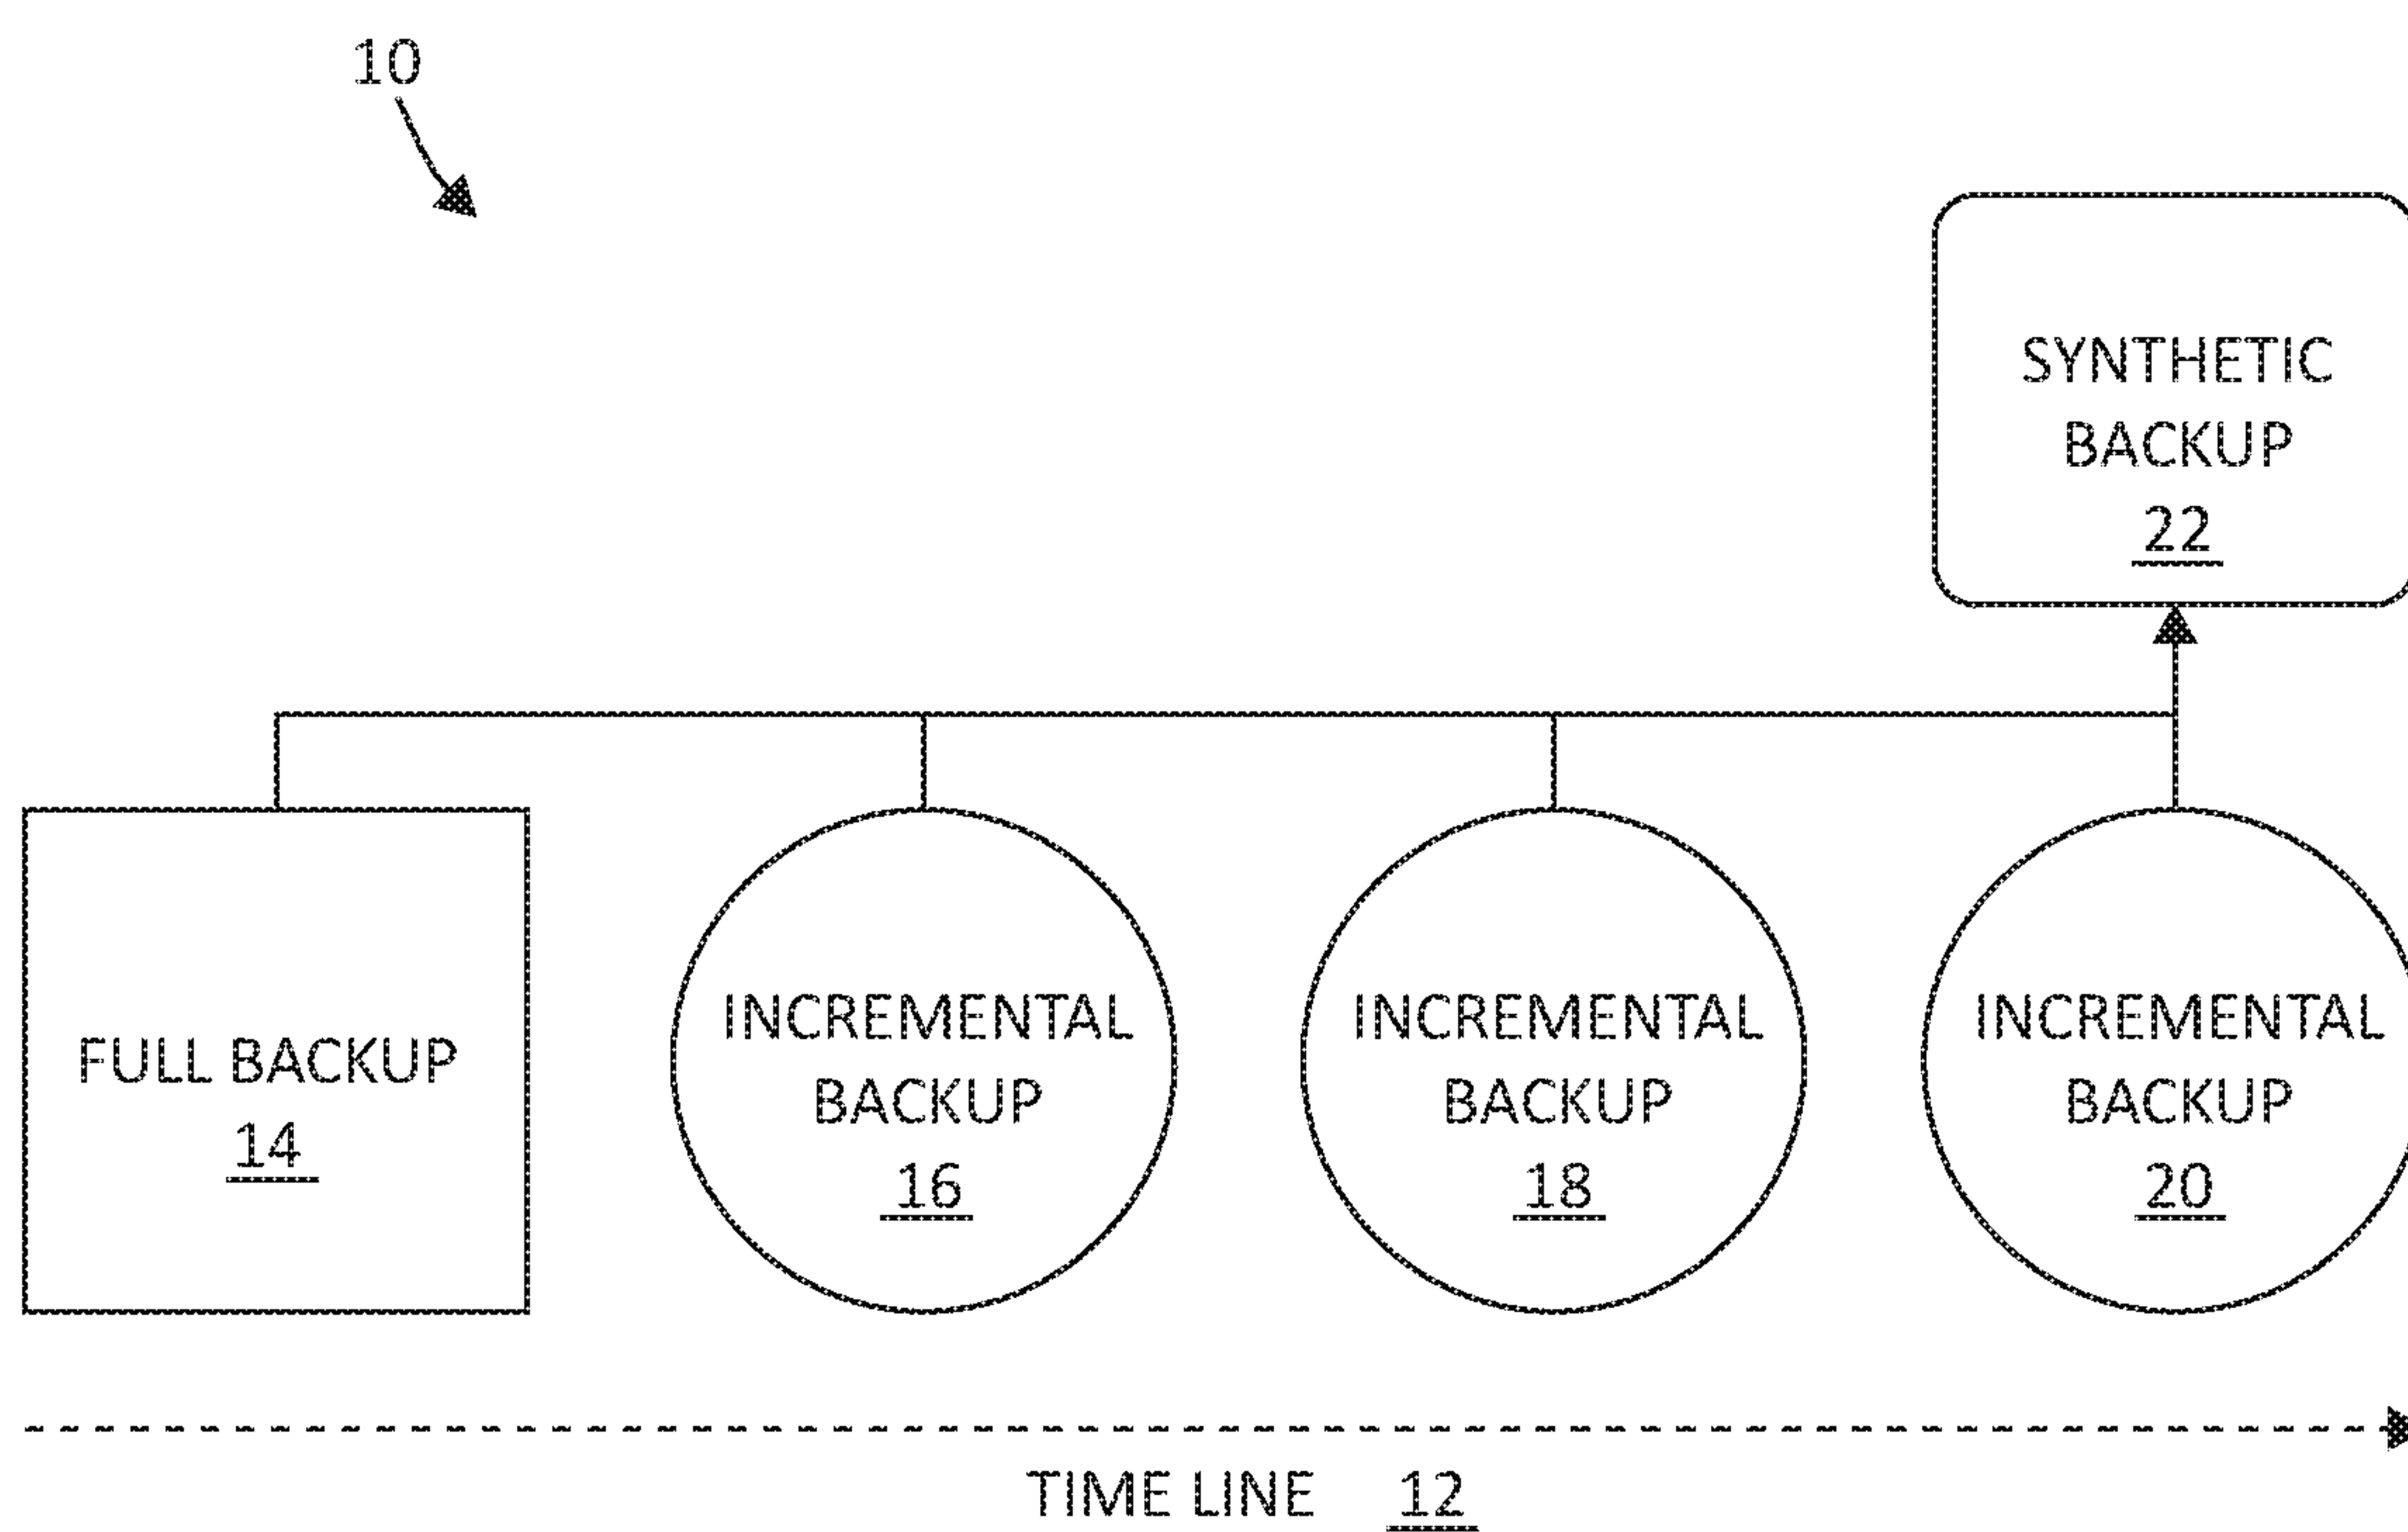 10
SYNTHETIC
BACKUP
22
FULL BACKUP
14
INCREMENTAL
BACKUP
16
INCREMENTAL
BACKUP
18
INCREMENTAL
BACKUP
20
TIME LINE 12